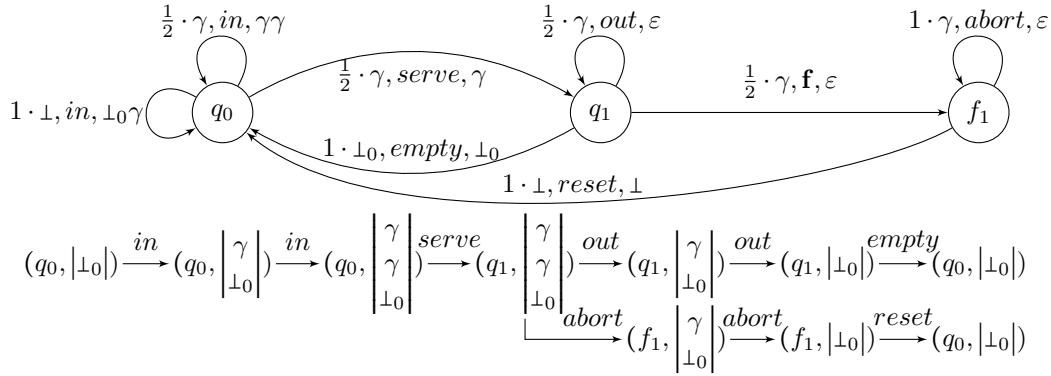 ½ · γ, in, γγ
½ · γ, out, ε
1 · γ, abort, ε
½ · γ, serve, γ
½ · γ, f, ε
1 · ⊥, in, ⊥₀γ
q₀
q₁
f₁
1 · ⊥₀, empty, ⊥₀
1 · ⊥, reset, ⊥
in in serve out out empty
γ γ
γ γ γ γ
(q₀, |⊥₀|) (q₀, |⊥₀|) (q₀, |⊥₀|) (q₁, |⊥₀|) (q₁, |⊥₀|) (q₁, |⊥₀|) (q₀, |⊥₀|)
abort abort reset
γ
(f₁, |⊥₀|) (f₁, |⊥₀|) (q₀, |⊥₀|)